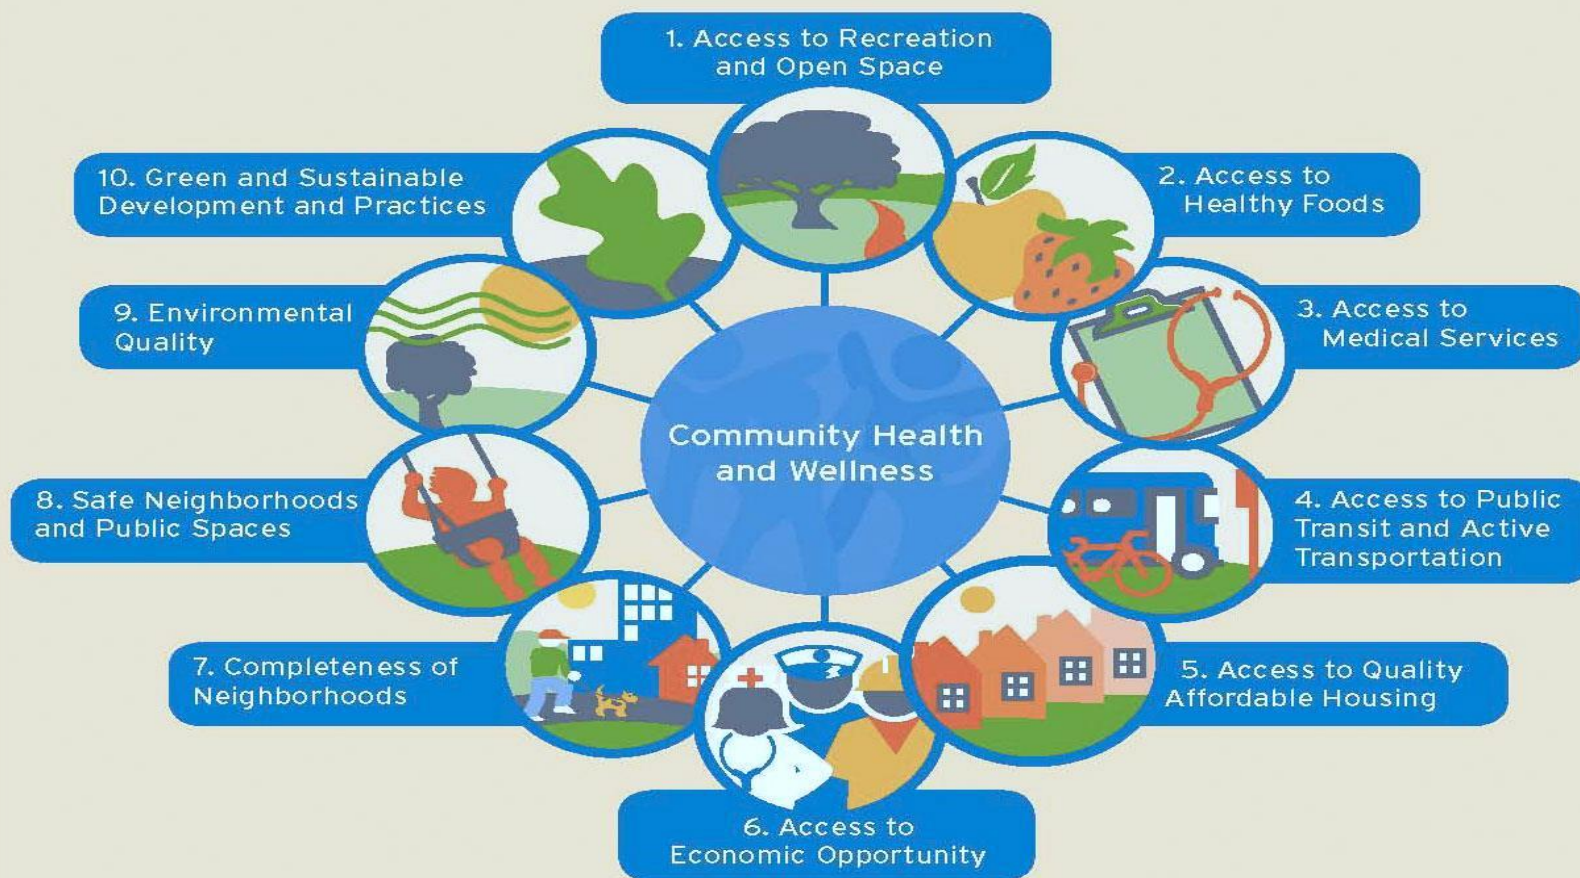 1. Access to Recreation
and Open Space
2. Access to
Healthy Foods
3. Access to
Medical Services
4. Access to Public
Transit and Active
Transportation
5. Access to Quality
Affordable Housing
6. Access to
Economic Opportunity
7. Completeness of
Neighborhoods
8. Safe Neighborhoods
and Public Spaces
9. Environmental
Quality
10. Green and Sustainable
Development and Practices
Community Health
and Wellness